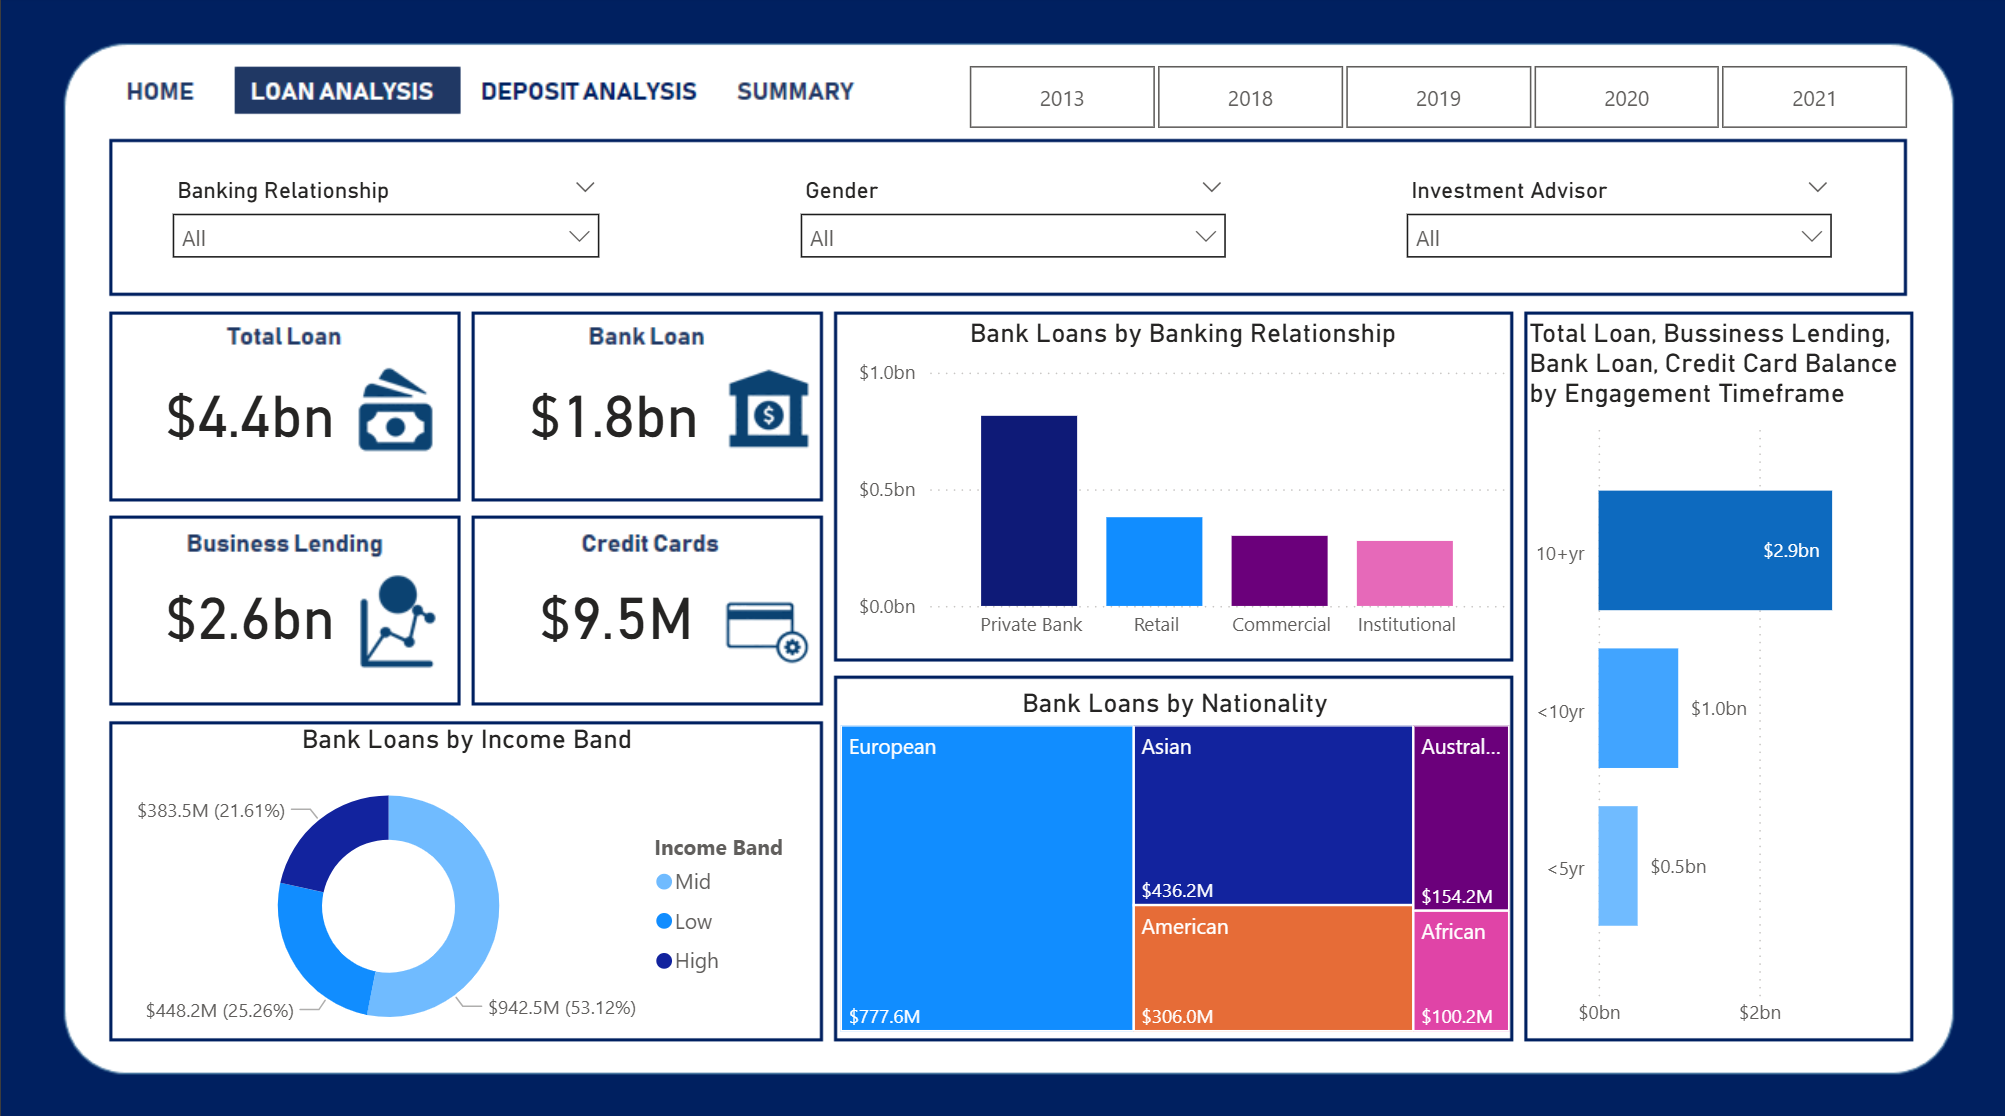 HOME
LOAN ANALYSIS
DEPOSIT ANALYSIS
SUMMARY
2013
2018
2019
2020
2021
Banking Relationship
All
Gender
All
Investment Advisor
All
Total Loan
$4.4bn
Bank Loan
$1.8bn
$
Business Lending
$2.6bn
Credit Cards
$9.5M
Bank Loans by Income Band
$383.5M (21.61%)
$448.2M (25.26%)
$942.5M (53.12%)
Income Band
Mid
Low
High
Bank Loans by Banking Relationship
$1.0bn
$0.5bn
$0.0bn
Private Bank
Retail
Commercial
Institutional
Bank Loans by Nationality
European
$777.6M
Asian
$436.2M
American
$306.0M
Austral...
$154.2M
African
$100.2M
Total Loan, Bussiness Lending,
Bank Loan, Credit Card Balance
by Engagement Timeframe
10+yr
$2.9bn
<10yr
$1.0bn
<5yr
$0.5bn
$0bn
$2bn